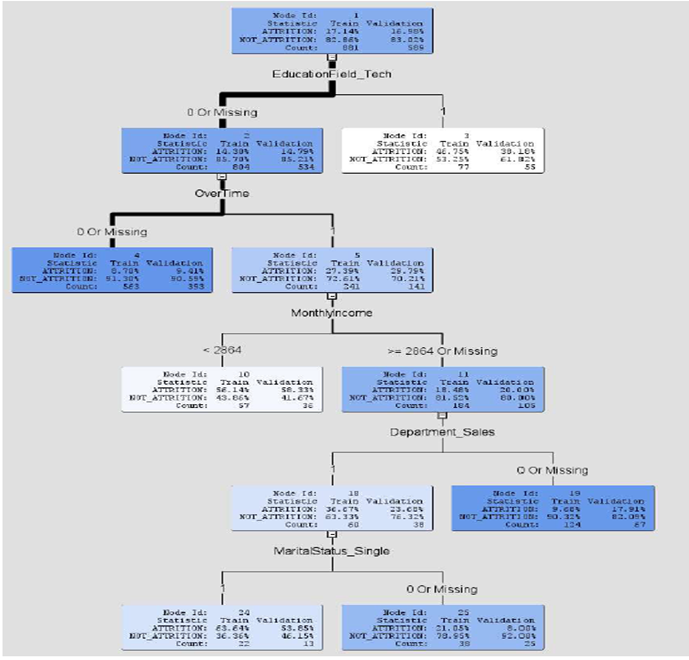 Node Id: 1
Statistic Train Validation
ATTRITION: 17.14% 16.98%
NOT_ATTRITION: 82.86% 83.02%
Count: 881 589
EducationField_Tech
0 Or Missing
1
Node Id: 2
Statistic Train Validation
ATTRITION: 14.30% 14.79%
NOT_ATTRITION: 85.70% 85.21%
Count: 804 534
Node Id: 3
Statistic Train Validation
ATTRITION: 46.75% 38.18%
NOT_ATTRITION: 53.25% 61.82%
Count: 77 55
OverTime
0 Or Missing
1
Node Id: 4
Statistic Train Validation
ATTRITION: 8.70% 9.41%
NOT_ATTRITION: 91.30% 90.59%
Count: 563 393
Node Id: 5
Statistic Train Validation
ATTRITION: 27.39% 29.79%
NOT_ATTRITION: 72.61% 70.21%
Count: 241 141
MonthlyIncome
< 2864
>= 2864 Or Missing
Node Id: 10
Statistic Train Validation
ATTRITION: 56.14% 58.33%
NOT_ATTRITION: 43.86% 41.67%
Count: 57 36
Node Id: 11
Statistic Train Validation
ATTRITION: 18.48% 20.00%
NOT_ATTRITION: 81.52% 80.00%
Count: 184 105
Department_Sales
1
0 Or Missing
Node Id: 18
Statistic Train Validation
ATTRITION: 36.67% 23.68%
NOT_ATTRITION: 63.33% 76.32%
Count: 60 38
Node Id: 19
Statistic Train Validation
ATTRITION: 9.68% 17.91%
NOT_ATTRITION: 90.32% 82.09%
Count: 124 67
MaritalStatus_Single
1
0 Or Missing
Node Id: 24
Statistic Train Validation
ATTRITION: 63.64% 53.85%
NOT_ATTRITION: 36.36% 46.15%
Count: 22 13
Node Id: 25
Statistic Train Validation
ATTRITION: 21.05% 8.00%
NOT_ATTRITION: 78.95% 92.00%
Count: 38 25